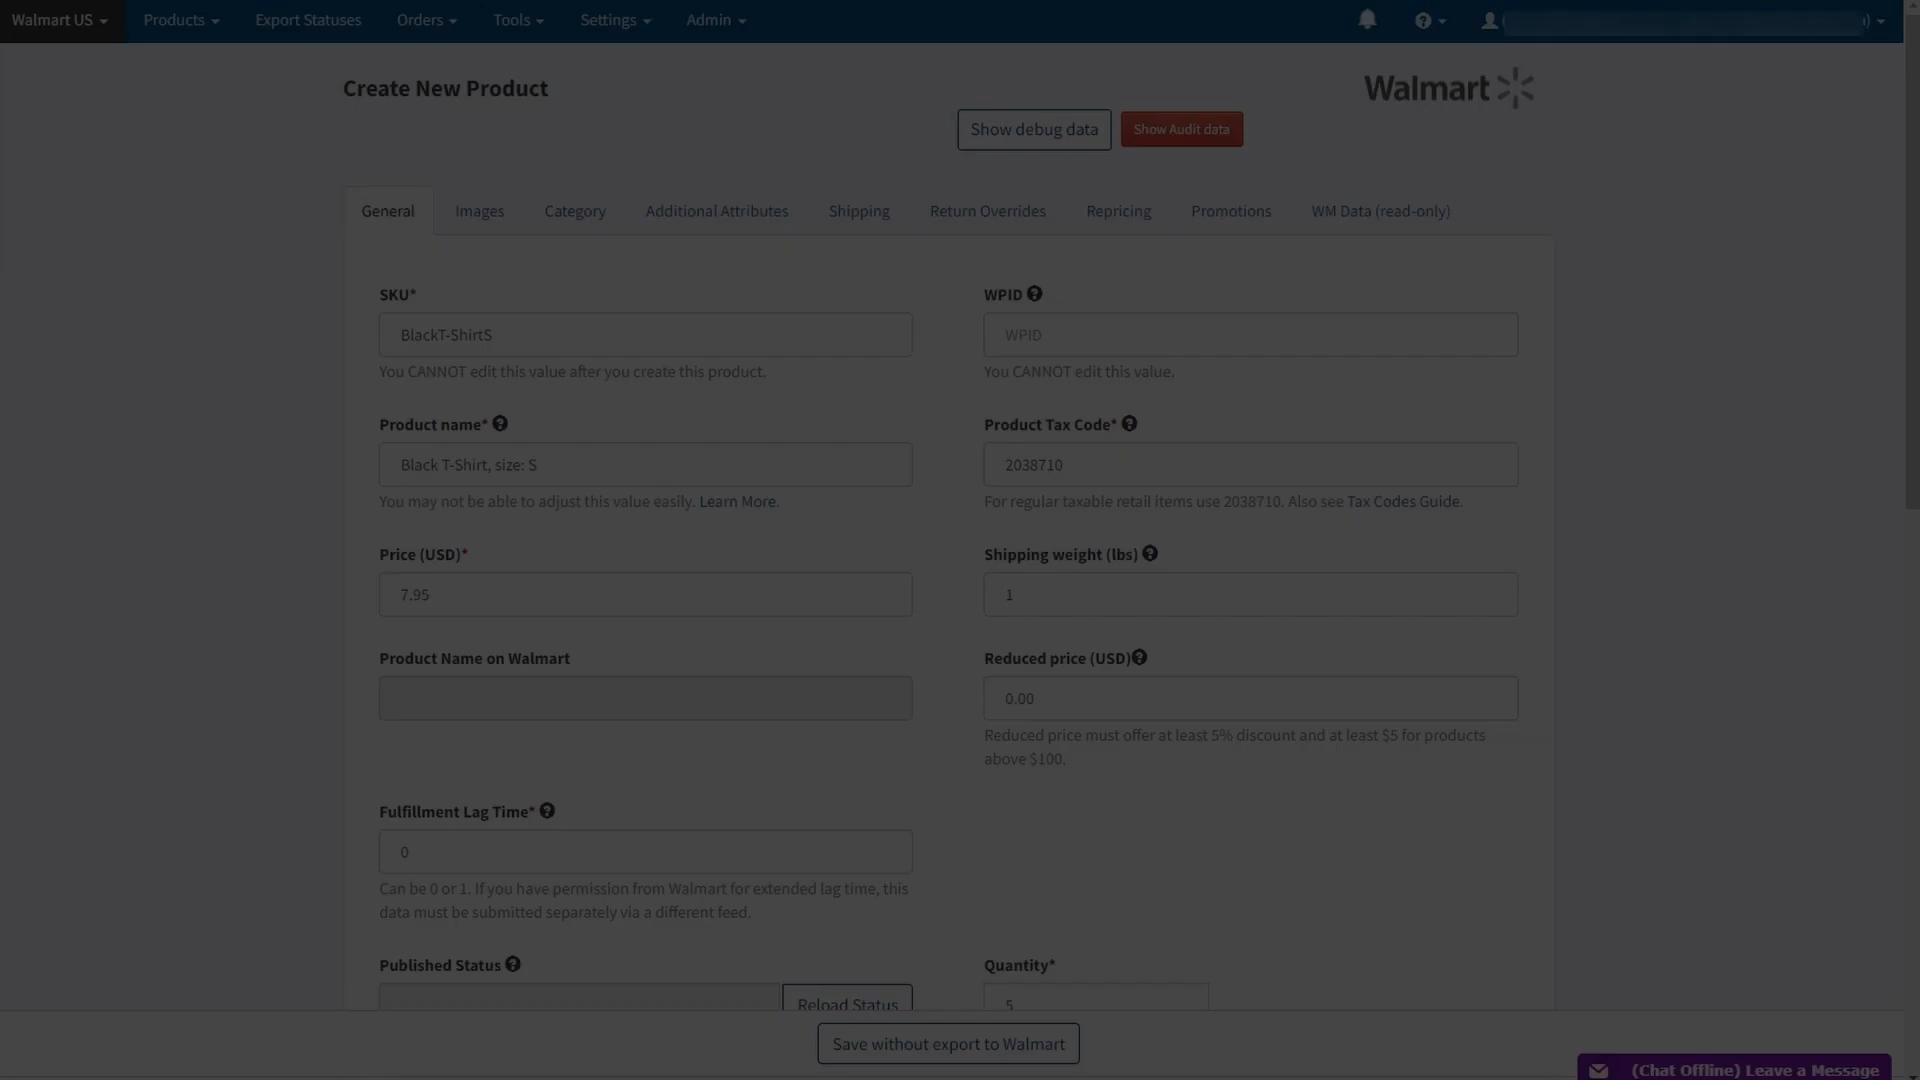 Walmart US Products Export Statuses Orders Tools Settings Admin
Create New Product
Walmart
Show debug data Show Audit data
General Images Category Additional Attributes Shipping Return Overrides Repricing Promotions WM Data (read-only)
SKU* WPID
BlackT-ShirtS WPID
You CANNOT edit this value after you create this product. You CANNOT edit this value.
Product name* Product Tax Code*
Black T-Shirt, size: S 2038710
You may not be able to adjust this value easily. Learn More. For regular taxable retail items use 2038710. Also see Tax Codes Guide.
Price (USD)* Shipping weight (lbs)
7.95 1
Product Name on Walmart Reduced price (USD)
0.00
Reduced price must offer at least 5% discount and at least $5 for products
above $100.
Fulfillment Lag Time*
0
Can be 0 or 1. If you have permission from Walmart for extended lag time, this
data must be submitted separately via a different feed.
Published Status Quantity*
Reload Status 5
Save without export to Walmart
(Chat Offline) Leave a Message